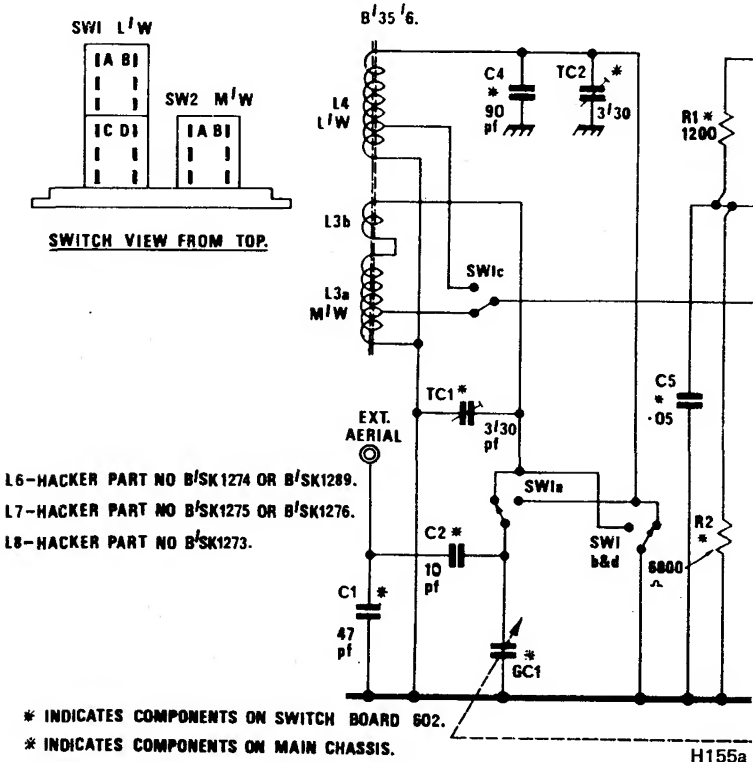 B/35/6.
SW1 L/W
A B
C D
SW2 M/W
A B
SWITCH VIEW FROM TOP.
L4
L/W
L3b
L3a
M/W
C4
*
90
pf
TC2 *
3/30
R1 *
1200
SW1c
TC1 *
3/30
pf
EXT.
AERIAL
C5
*
.05
L6-HACKER PART NO B/SK1274 OR B/SK1289.
L7-HACKER PART NO B/SK1275 OR B/SK1276.
L8-HACKER PART NO B/SK1273.
SW1a
C2 *
10
pf
SW1
b&d
R2
*
6800
Ω
C1 *
47
pf
*
GC1
* INDICATES COMPONENTS ON SWITCH BOARD 602.
* INDICATES COMPONENTS ON MAIN CHASSIS.
H155a